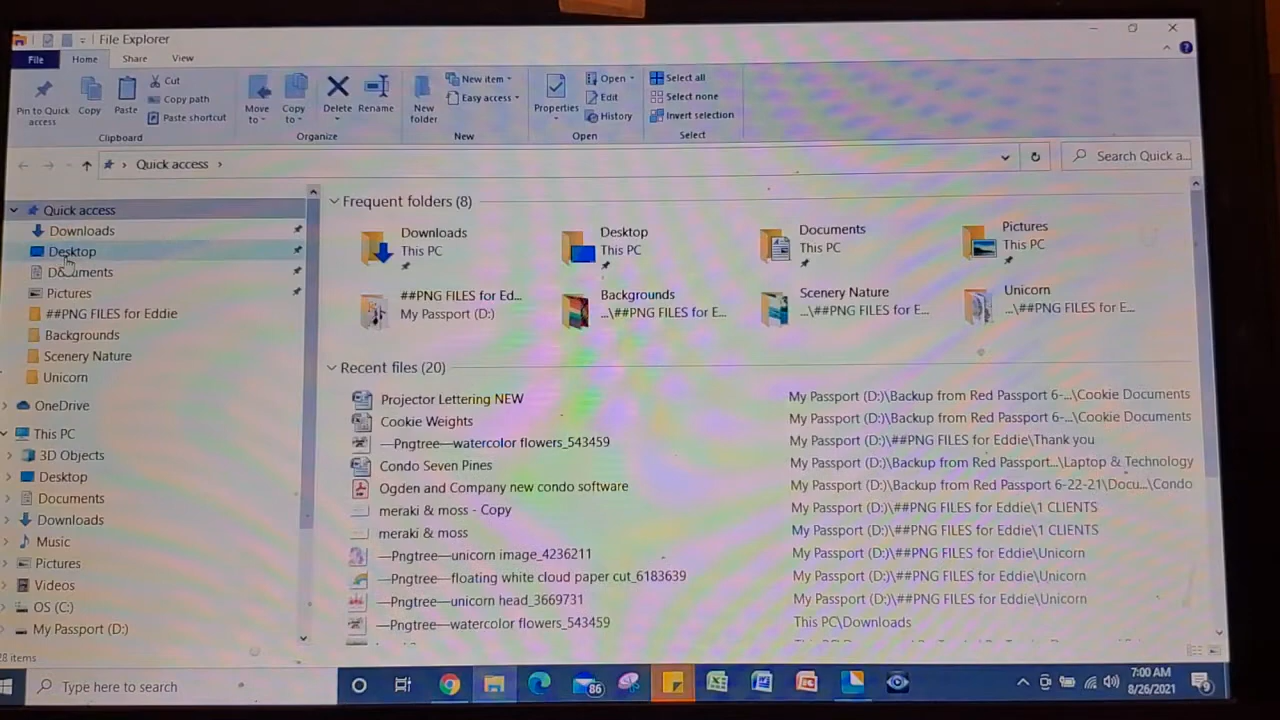 File Explorer
File Home Share View
Pin to Quick access
Copy
Paste
Cut
Copy path
Paste shortcut
Clipboard
Move to
Copy to
Delete
Rename
Organize
New folder
New item
Easy access
New
Properties
Open
Edit
History
Open
Select all
Select none
Invert selection
Select
Quick access
Search Quick a...
Quick access
Downloads
Desktop
Documents
Pictures
##PNG FILES for Eddie
Backgrounds
Scenery Nature
Unicorn
OneDrive
This PC
3D Objects
Desktop
Documents
Downloads
Music
Pictures
Videos
OS (C:)
My Passport (D:)
Frequent folders (8)
Downloads
This PC
Desktop
This PC
Documents
This PC
Pictures
This PC
##PNG FILES for Ed...
My Passport (D:)
Backgrounds
...\##PNG FILES for E...
Scenery Nature
...\##PNG FILES for E...
Unicorn
...\##PNG FILES for E...
Recent files (20)
Projector Lettering NEW My Passport (D:)\Backup from Red Passport 6-...\Cookie Documents
Cookie Weights My Passport (D:)\Backup from Red Passport 6-...\Cookie Documents
—Pngtree—watercolor flowers_543459 My Passport (D:)\##PNG FILES for Eddie\Thank you
Condo Seven Pines My Passport (D:)\Backup from Red Passport...\Laptop & Technology
Ogden and Company new condo software My Passport (D:)\Backup from Red Passport 6-22-21\Docu...\Condo
meraki & moss - Copy My Passport (D:)\##PNG FILES for Eddie\1 CLIENTS
meraki & moss My Passport (D:)\##PNG FILES for Eddie\1 CLIENTS
—Pngtree—unicorn image_4236211 My Passport (D:)\##PNG FILES for Eddie\Unicorn
—Pngtree—floating white cloud paper cut_6183639 My Passport (D:)\##PNG FILES for Eddie\Unicorn
—Pngtree—unicorn head_3669731 My Passport (D:)\##PNG FILES for Eddie\Unicorn
—Pngtree—watercolor flowers_543459 This PC\Downloads
28 items
Type here to search
86
7:00 AM
8/26/2021
9